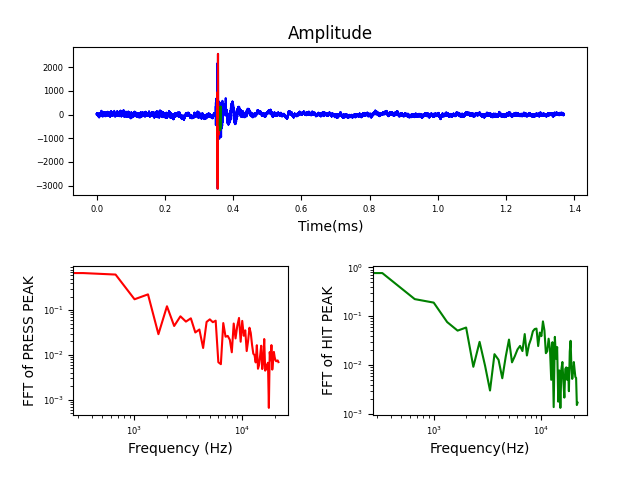 Amplitude
2000
1000
0
−1000
−2000
−3000
0.0 0.2 0.4 0.6 0.8 1.0 1.2 1.4
Time(ms)
FFT of PRESS PEAK
10⁻¹
10⁻²
10⁻³
10³ 10⁴
Frequency (Hz)
FFT of HIT PEAK
10⁰
10⁻¹
10⁻²
10⁻³
10³ 10⁴
Frequency(Hz)